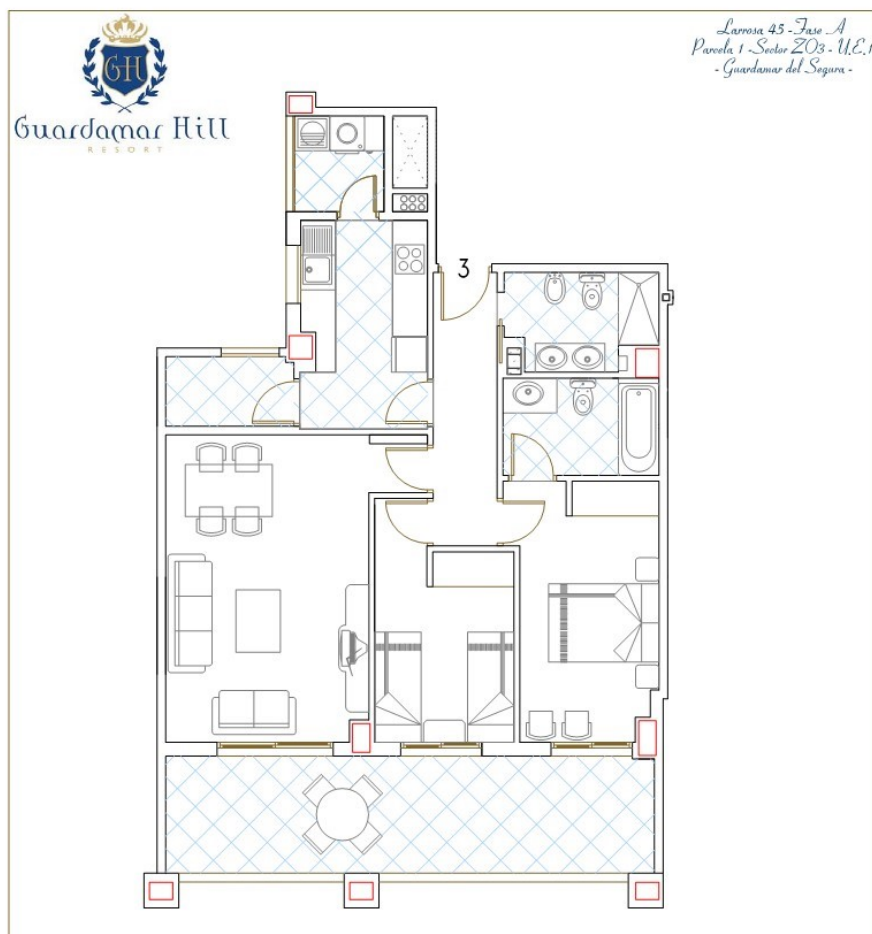 GH
Guardamar Hill
RESORT
Larrosa 45 - Fase A
Parcela 1 - Sector ZO3 - U.E.1
- Guardamar del Segura -
3